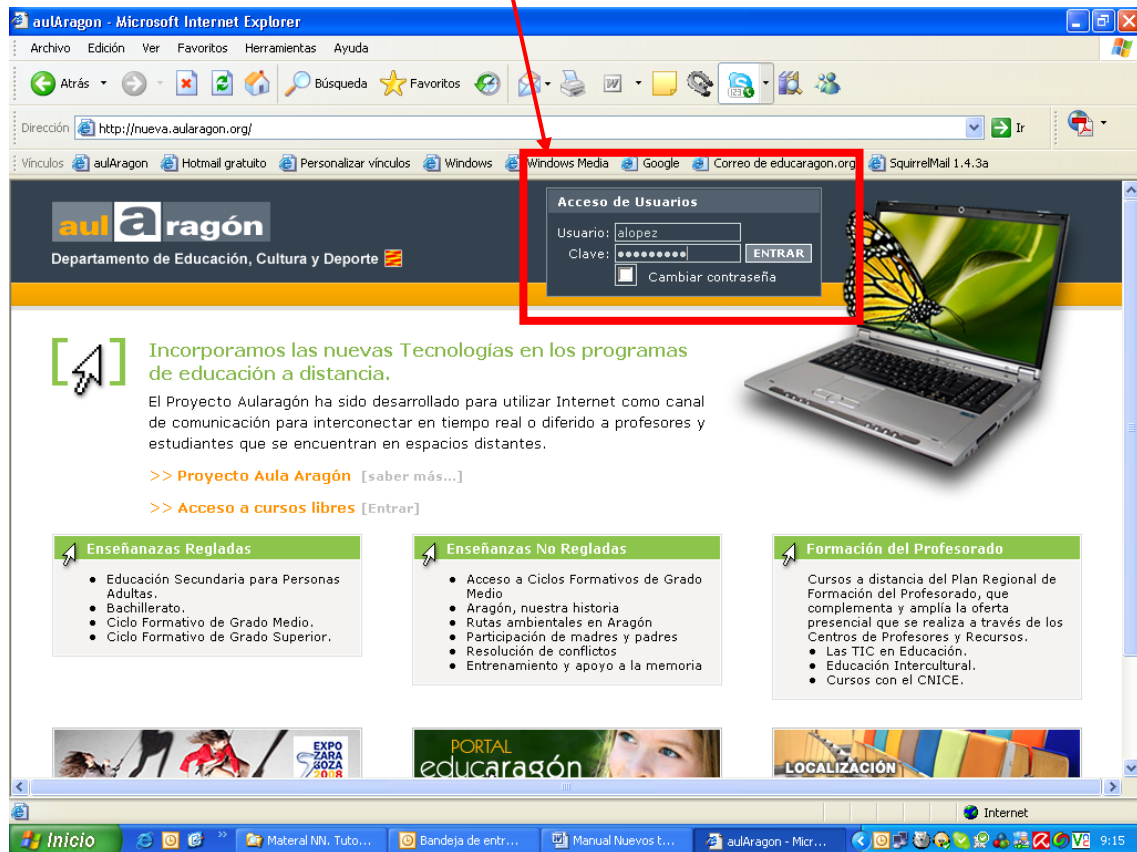 aulAragon - Microsoft Internet Explorer
Archivo Edición Ver Favoritos Herramientas Ayuda
Atrás Búsqueda Favoritos
Dirección http://nueva.aularagon.org/ Ir
Vínculos aulAragon Hotmail gratuito Personalizar vínculos Windows Windows Media Google Correo de educaragon.org SquirrelMail 1.4.3a
aularagón
Departamento de Educación, Cultura y Deporte
Acceso de Usuarios
Usuario: alopez
Clave: ●●●●●●●●● ENTRAR
Cambiar contraseña
Incorporamos las nuevas Tecnologías en los programas
de educación a distancia.
El Proyecto Aularagón ha sido desarrollado para utilizar Internet como canal
de comunicación para interconectar en tiempo real o diferido a profesores y
estudiantes que se encuentran en espacios distantes.
>> Proyecto Aula Aragón [saber más...]
>> Acceso a cursos libres [Entrar]
Enseñanazas Regladas
● Educación Secundaria para Personas
Adultas.
● Bachillerato.
● Ciclo Formativo de Grado Medio.
● Ciclo Formativo de Grado Superior.
Enseñanzas No Regladas
● Acceso a Ciclos Formativos de Grado
Medio
● Aragón, nuestra historia
● Rutas ambientales en Aragón
● Participación de madres y padres
● Resolución de conflictos
● Entrenamiento y apoyo a la memoria
Formación del Profesorado
Cursos a distancia del Plan Regional de
Formación del Profesorado, que
complementa y amplía la oferta
presencial que se realiza a través de los
Centros de Profesores y Recursos.
● Las TIC en Educación.
● Educación Intercultural.
● Cursos con el CNICE.
EXPO
ZARA
GOZA
2008
PORTAL
educaragón
LOCALIZACIÓN
Internet
Inicio Materal NN. Tuto... Bandeja de entr... Manual Nuevos t... aulAragon - Micr... 9:15